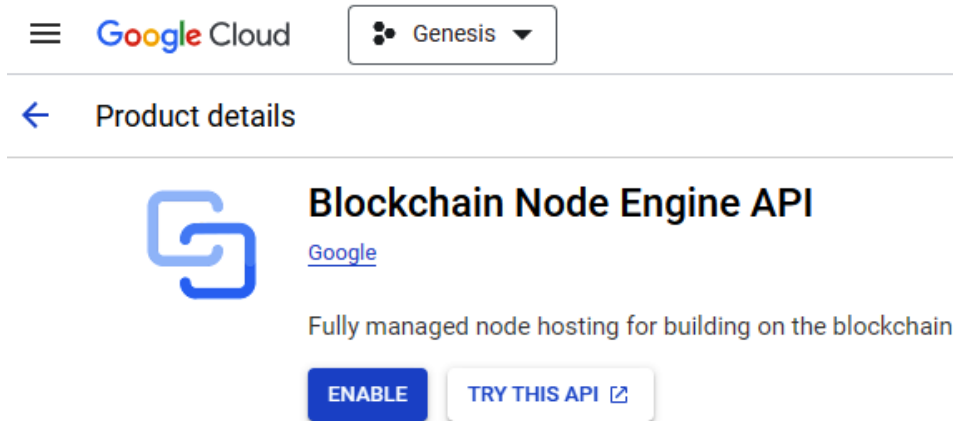 Google Cloud Genesis
Product details
Blockchain Node Engine API
Google
Fully managed node hosting for building on the blockchain
ENABLE TRY THIS API